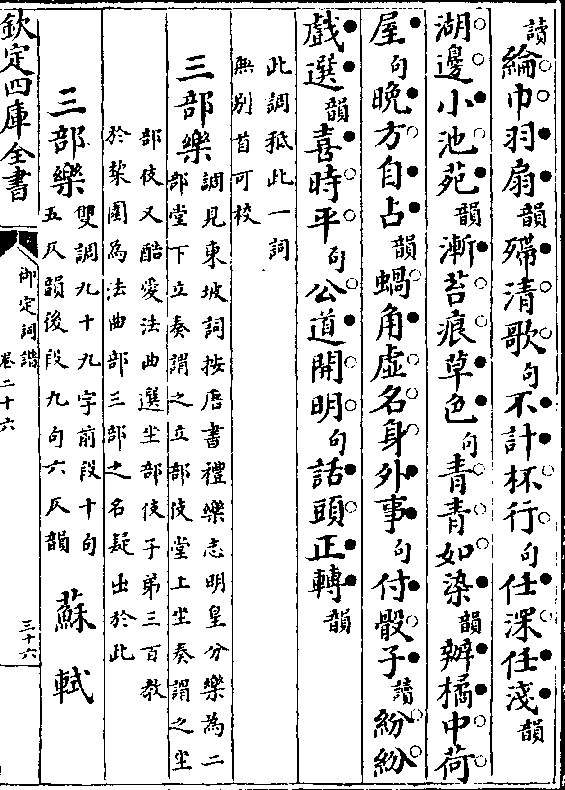 讀綸巾羽扇韻殢清歌句不計杯行句任深任淺韻
湖邊小池苑韻漸苔痕草色句青青如染韻辦橘中荷
屋句晚方自占韻蝸角虛名身外事句付骰子讀紛紛
戲選韻喜時平句公道開明句話頭正轉韻
此調祗此一詞
無別首可校
三部樂 調見東坡詞按唐書禮樂志明皇分樂為二
部堂下立奏謂之立部伎堂上坐奏謂之坐
部伎又酷愛法曲選坐部伎子弟三百教
於棃園為法曲部三部之名疑出於此
三部樂 雙調九十九字前段十句
五仄韻後段九句六仄韻 蘇軾
欽定四庫全書
御定詞譜
卷二十六
三十六